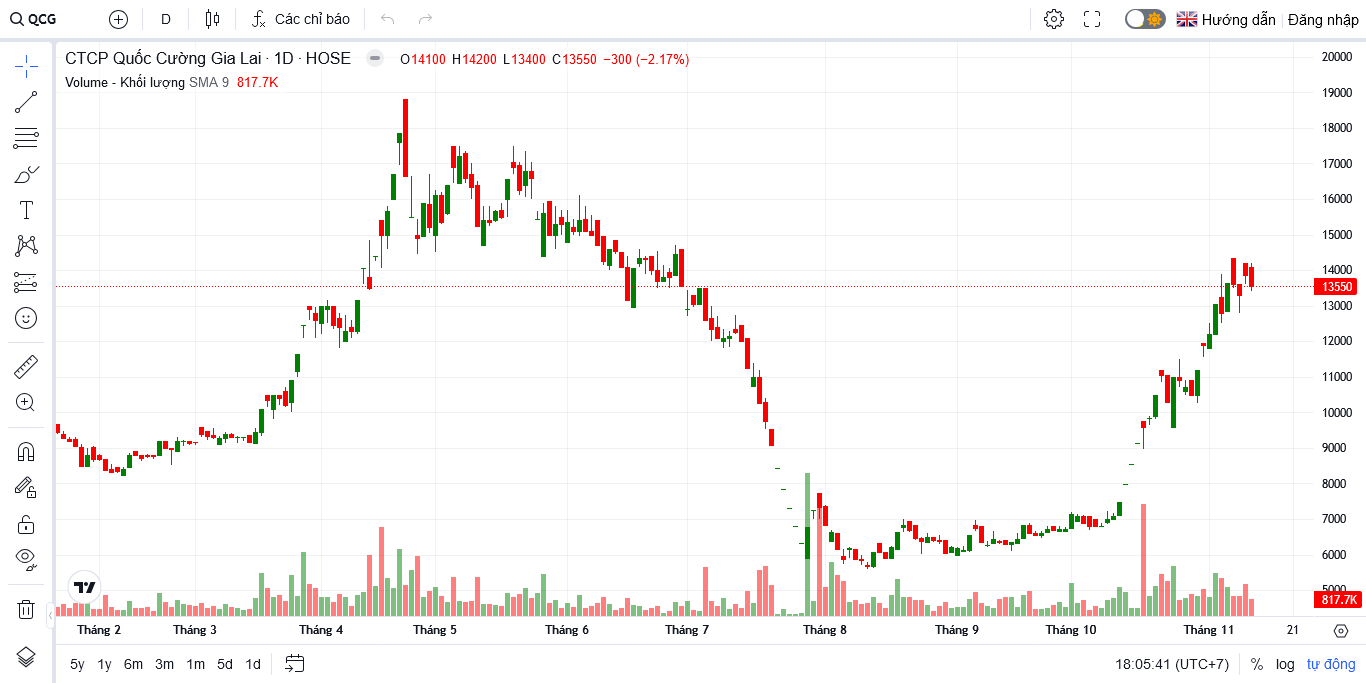 QCG D Các chỉ báo Hướng dẫn Đăng nhập
CTCP Quốc Cường Gia Lai · 1D · HOSE O14100 H14200 L13400 C13550 −300 (−2.17%)
Volume - Khối lượng SMA 9 817.7K
20000
19000
18000
17000
16000
15000
14000
13550
13000
12000
11000
10000
9000
8000
7000
6000
5000
817.7K
Tháng 2 Tháng 3 Tháng 4 Tháng 5 Tháng 6 Tháng 7 Tháng 8 Tháng 9 Tháng 10 Tháng 11 21
5y 1y 6m 3m 1m 5d 1d 18:05:41 (UTC+7) % log tự động